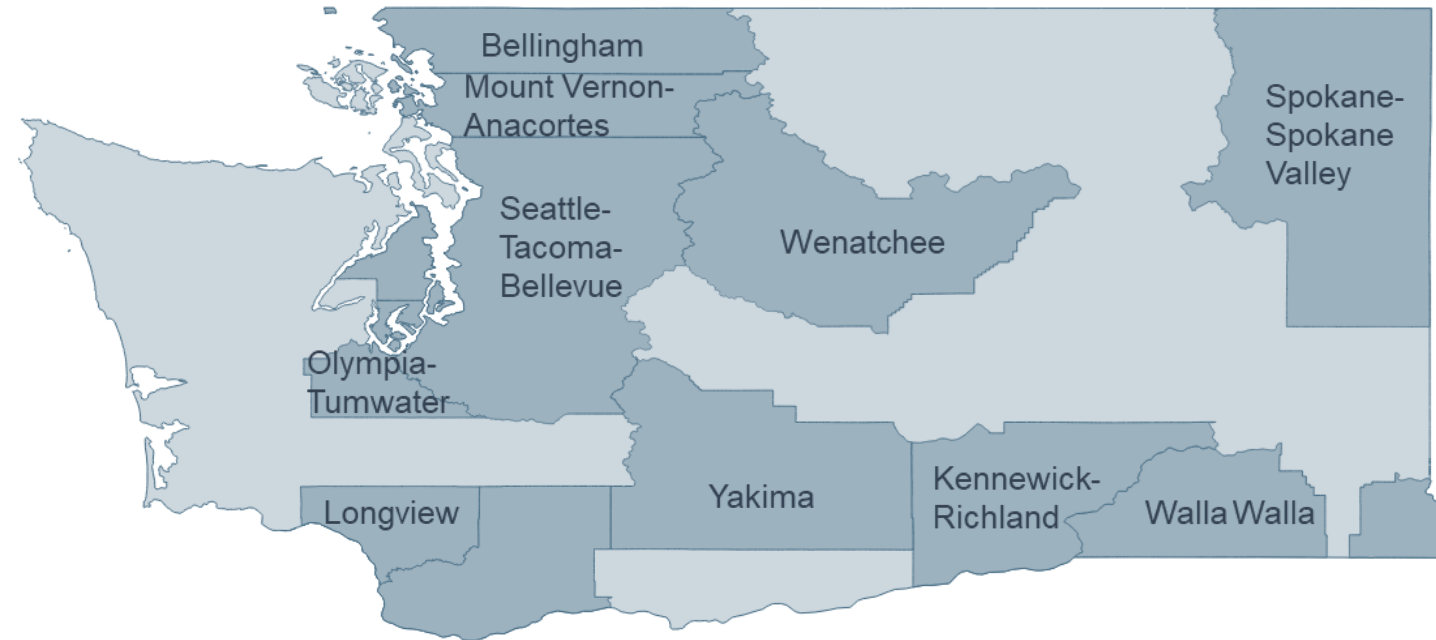 Bellingham
Mount Vernon-
Anacortes
Spokane-
Spokane
Valley
Seattle-
Tacoma-
Bellevue
Wenatchee
Olympia-
Tumwater
Kennewick-
Richland
Yakima
Longview
Walla Walla